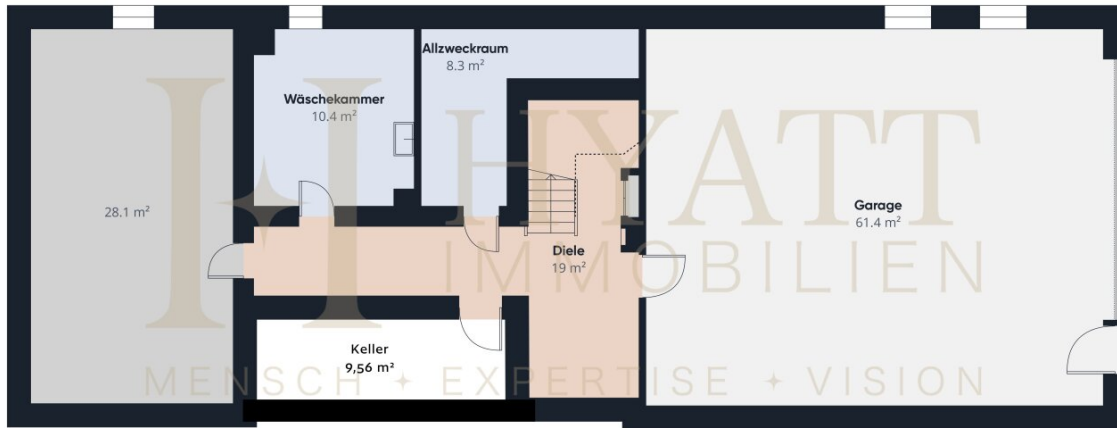 Allzweckraum
8.3 m²
Wäschekammer
10.4 m²
28.1 m²
Garage
61.4 m²
Diele
19 m²
Keller
9,56 m²
HYATT
IMMOBILIEN
MENSCH ✦ EXPERTISE ✦ VISION